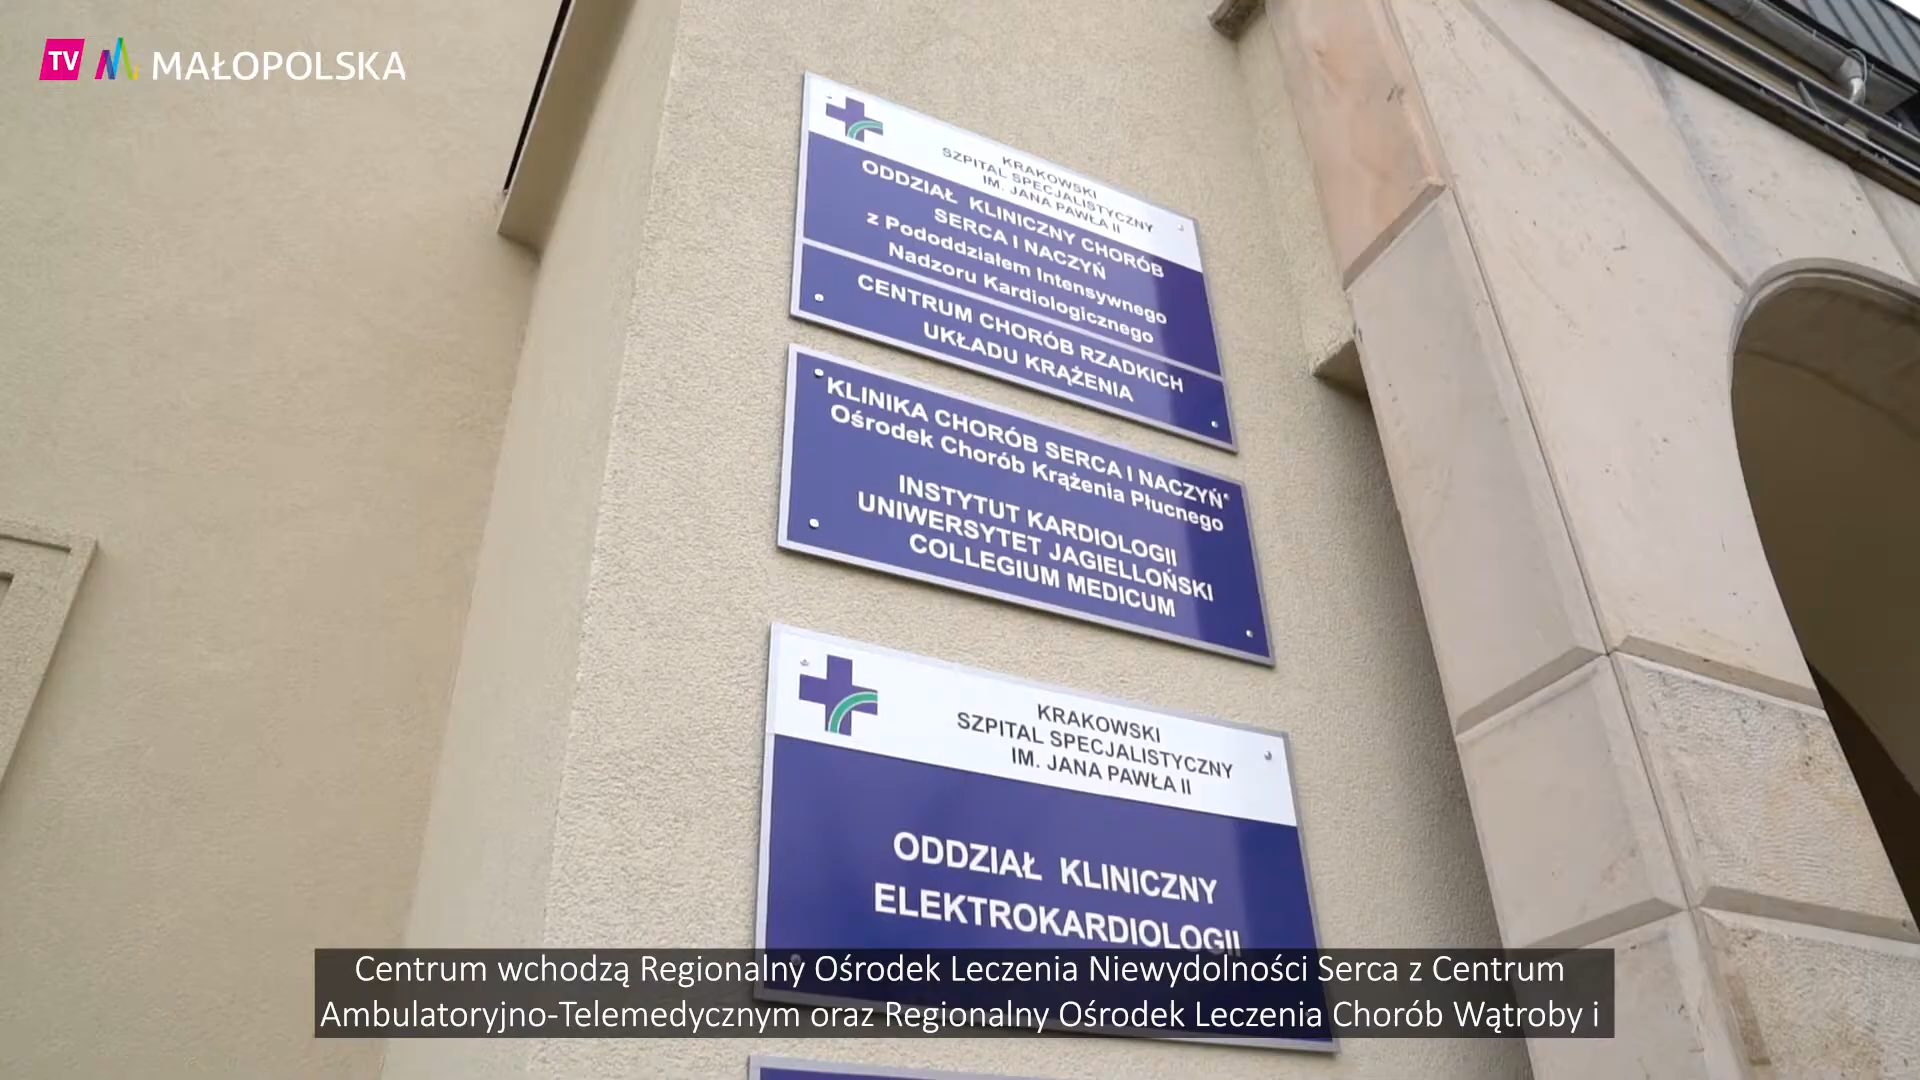 TV MAŁOPOLSKA
KRAKOWSKI
SZPITAL SPECJALISTYCZNY
IM. JANA PAWŁA II
ODDZIAŁ KLINICZNY CHORÓB
SERCA I NACZYŃ
z Pododdziałem Intensywnego
Nadzoru Kardiologicznego
CENTRUM CHORÓB RZADKICH
UKŁADU KRĄŻENIA
KLINIKA CHORÓB SERCA I NACZYŃ
Ośrodek Chorób Krążenia Płucnego
INSTYTUT KARDIOLOGII
UNIWERSYTET JAGIELLOŃSKI
COLLEGIUM MEDICUM
KRAKOWSKI
SZPITAL SPECJALISTYCZNY
IM. JANA PAWŁA II
ODDZIAŁ KLINICZNY
ELEKTROKARDIOLOGII
Centrum wchodzą Regionalny Ośrodek Leczenia Niewydolności Serca z Centrum
Ambulatoryjno-Telemedycznym oraz Regionalny Ośrodek Leczenia Chorób Wątroby i